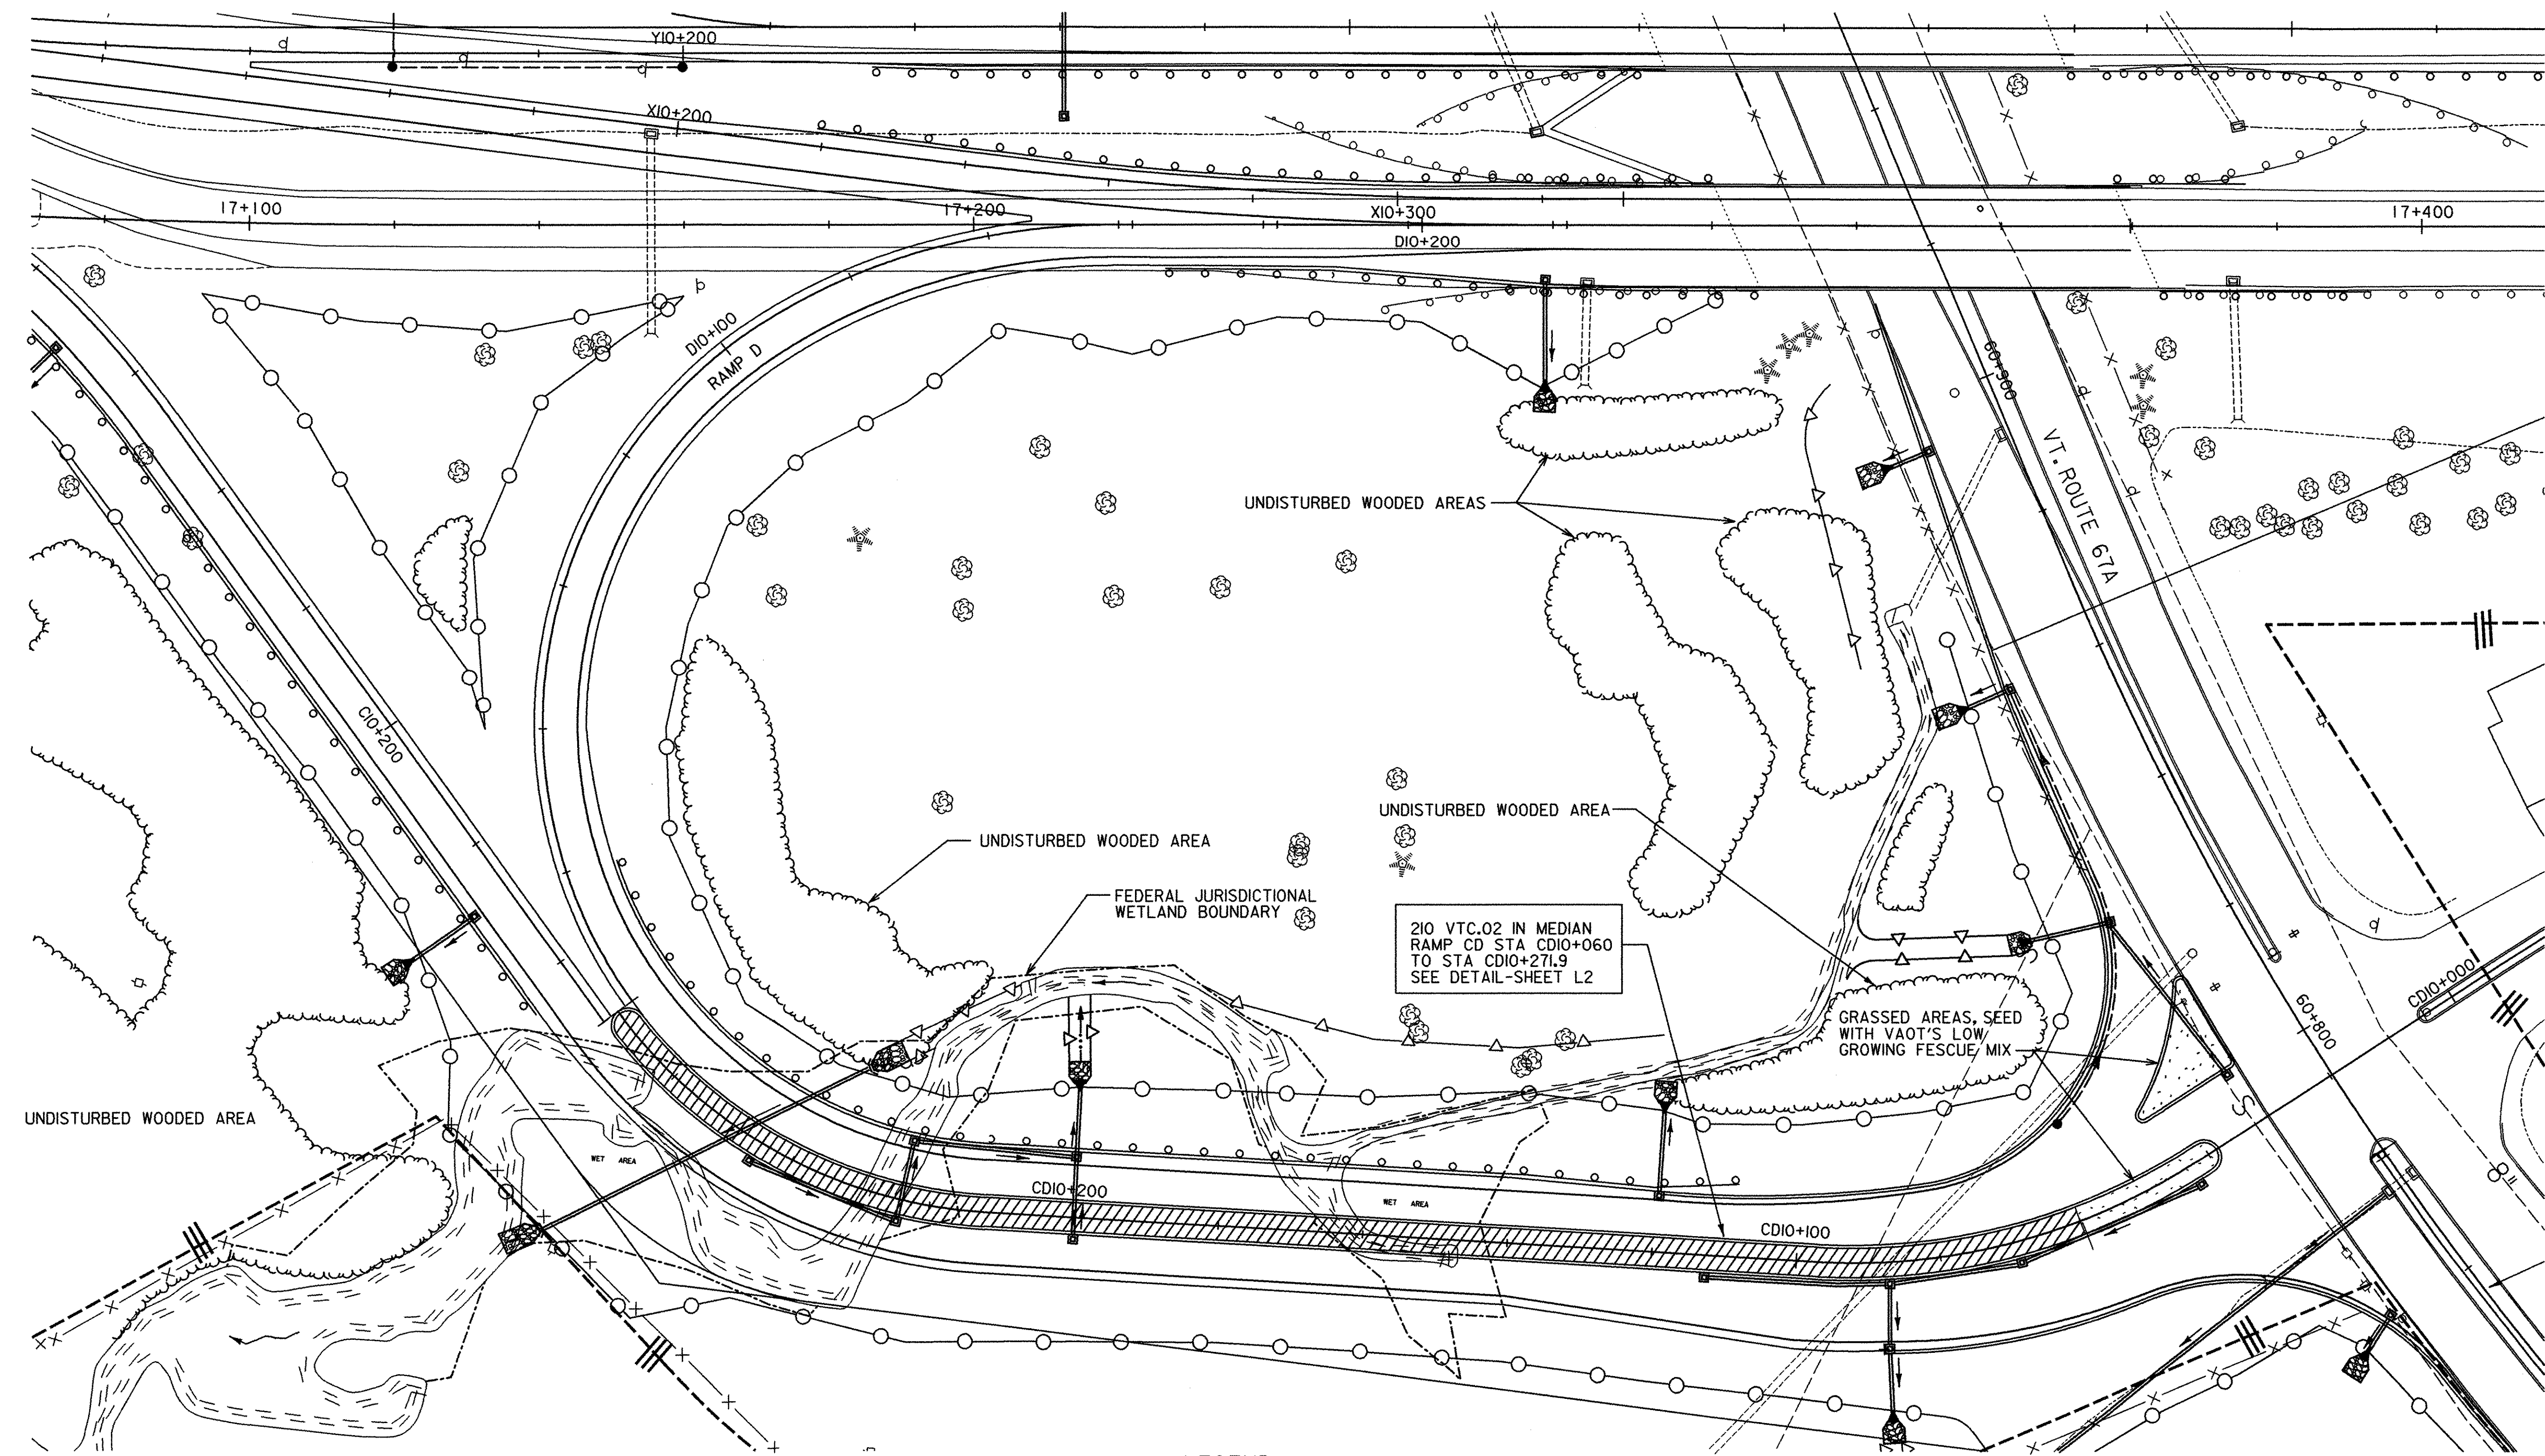 Y10+200
X10+200
17+100
17+200
X10+300
17+400
D10+200
D10+100
RAMP D
60+900
VT. ROUTE 67A
UNDISTURBED WOODED AREAS
C10+200
UNDISTURBED WOODED AREA
UNDISTURBED WOODED AREA
FEDERAL JURISDICTIONAL
WETLAND BOUNDARY
210 VTC.02 IN MEDIAN
RAMP CD STA CD10+060
TO STA CD10+271.9
SEE DETAIL-SHEET L2
CD10+000
60+800
GRASSED AREAS, SEED
WITH VAOT'S LOW
GROWING FESCUE MIX
UNDISTURBED WOODED AREA
WET AREA
CD10+200
WET AREA
CD10+100